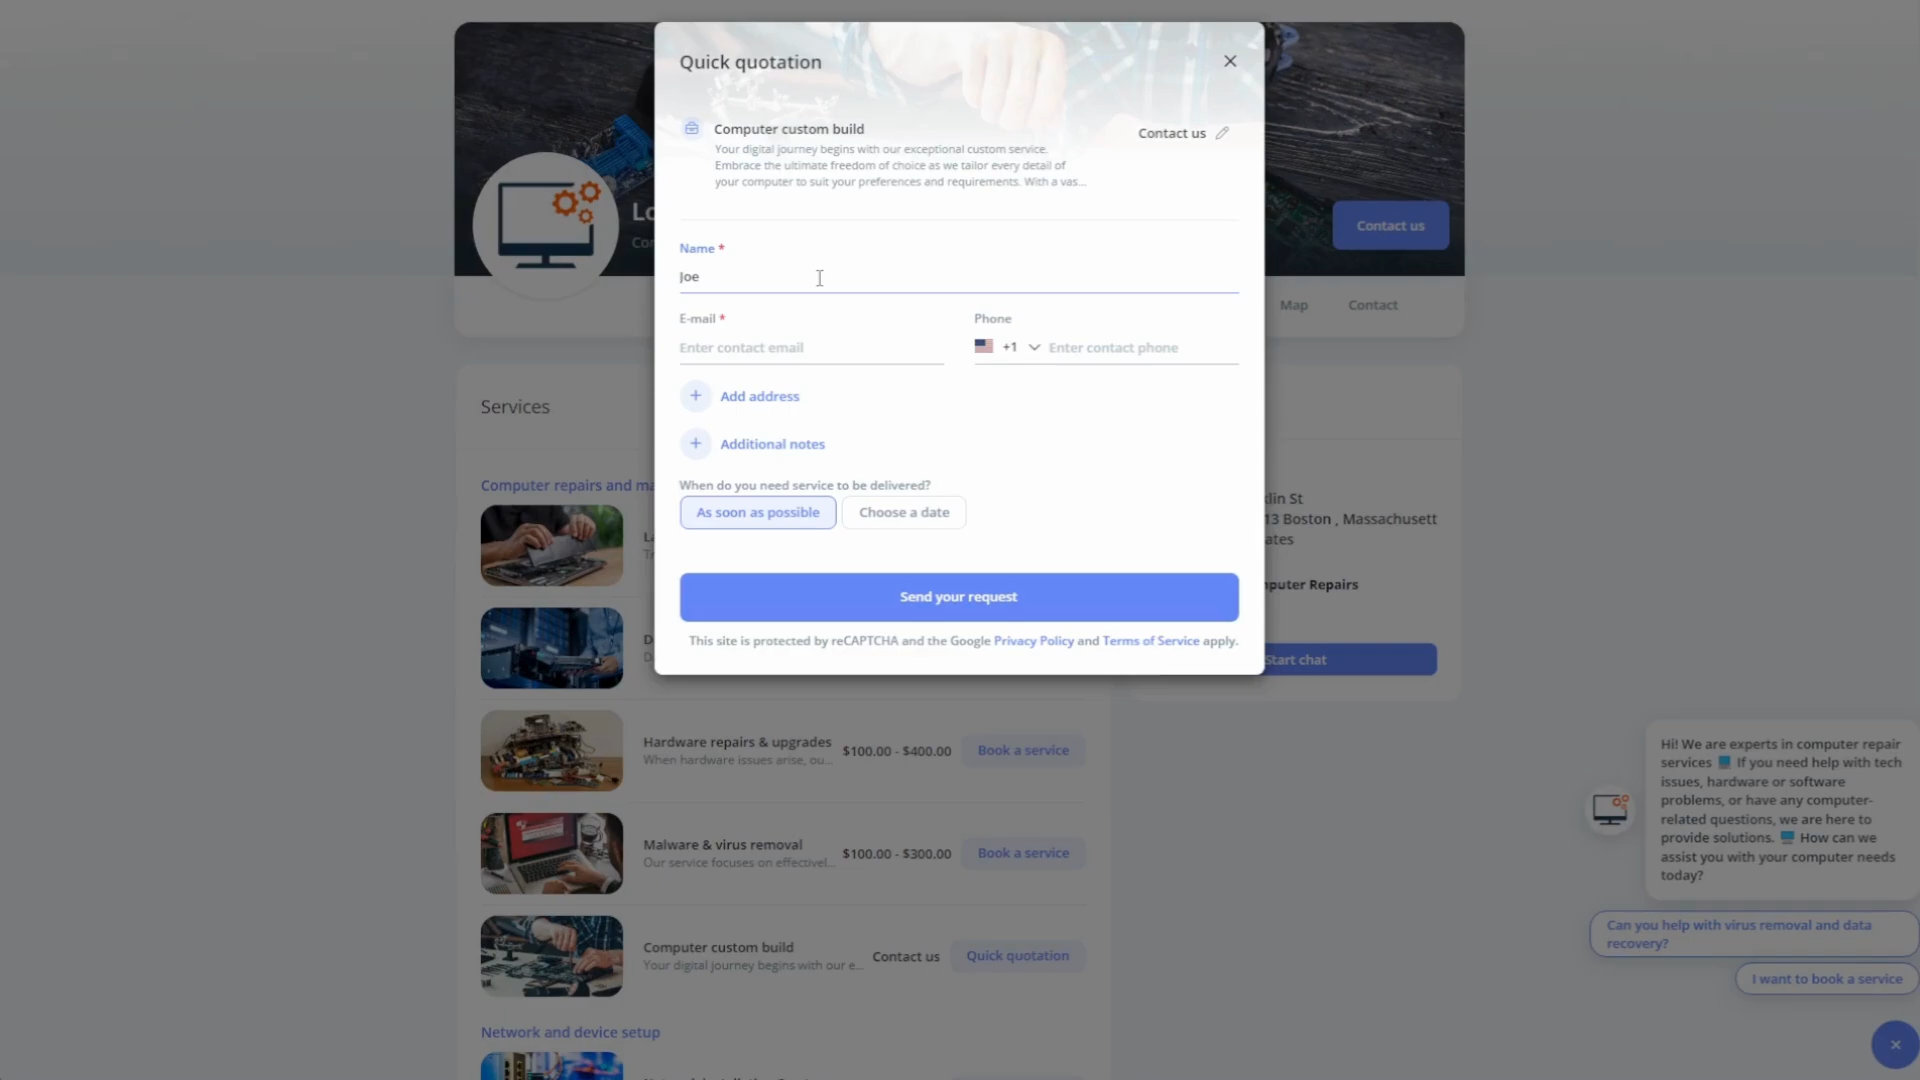 Quick quotation
Computer custom build
Contact us
Your digital journey begins with our exceptional custom service.
Embrace the ultimate freedom of choice as we tailor every detail of
your computer to suit your preferences and requirements. With a vas...
Name *
Joe
E-mail *
Phone
Enter contact email
+1
Enter contact phone
+ Add address
+ Additional notes
When do you need service to be delivered?
As soon as possible
Choose a date
Send your request
This site is protected by reCAPTCHA and the Google Privacy Policy and Terms of Service apply.
Contact us
Map
Contact
Services
Computer repairs and ma
Hardware repairs & upgrades
When hardware issues arise, ou...
$100.00 - $400.00
Book a service
Malware & virus removal
Our service focuses on effectivel...
$100.00 - $300.00
Book a service
Computer custom build
Your digital journey begins with our e...
Contact us
Quick quotation
Network and device setup
klin St
13 Boston , Massachusett
ates
puter Repairs
Start chat
Hi! We are experts in computer repair
services If you need help with tech
issues, hardware or software
problems, or have any computer-
related questions, we are here to
provide solutions. How can we
assist you with your computer needs
today?
Can you help with virus removal and data
recovery?
I want to book a service